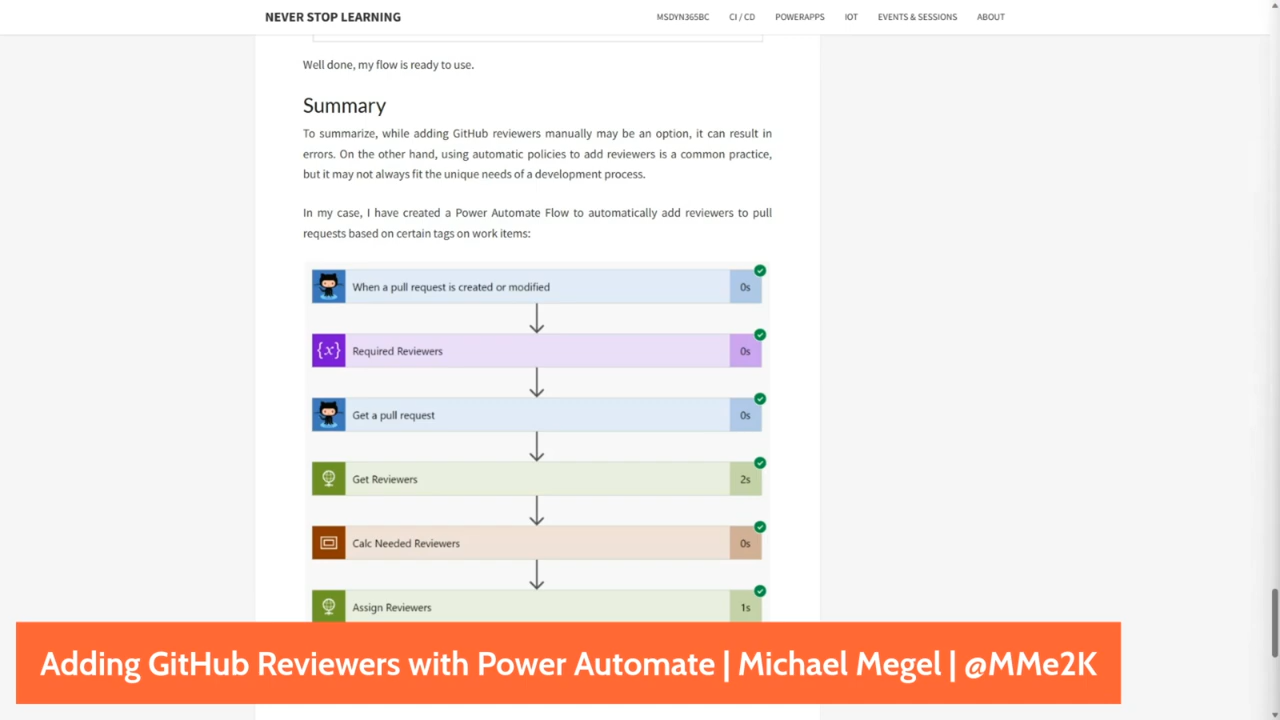 NEVER STOP LEARNING
MSDYN365BC CI / CD POWERAPPS IOT EVENTS & SESSIONS ABOUT
Well done, my flow is ready to use.
Summary
To summarize, while adding GitHub reviewers manually may be an option, it can result in
errors. On the other hand, using automatic policies to add reviewers is a common practice,
but it may not always fit the unique needs of a development process.
In my case, I have created a Power Automate Flow to automatically add reviewers to pull
requests based on certain tags on work items:
When a pull request is created or modified 0s
{x} Required Reviewers 0s
Get a pull request 0s
Get Reviewers 2s
Calc Needed Reviewers 0s
Assign Reviewers 1s
Adding GitHub Reviewers with Power Automate | Michael Megel | @MMe2K